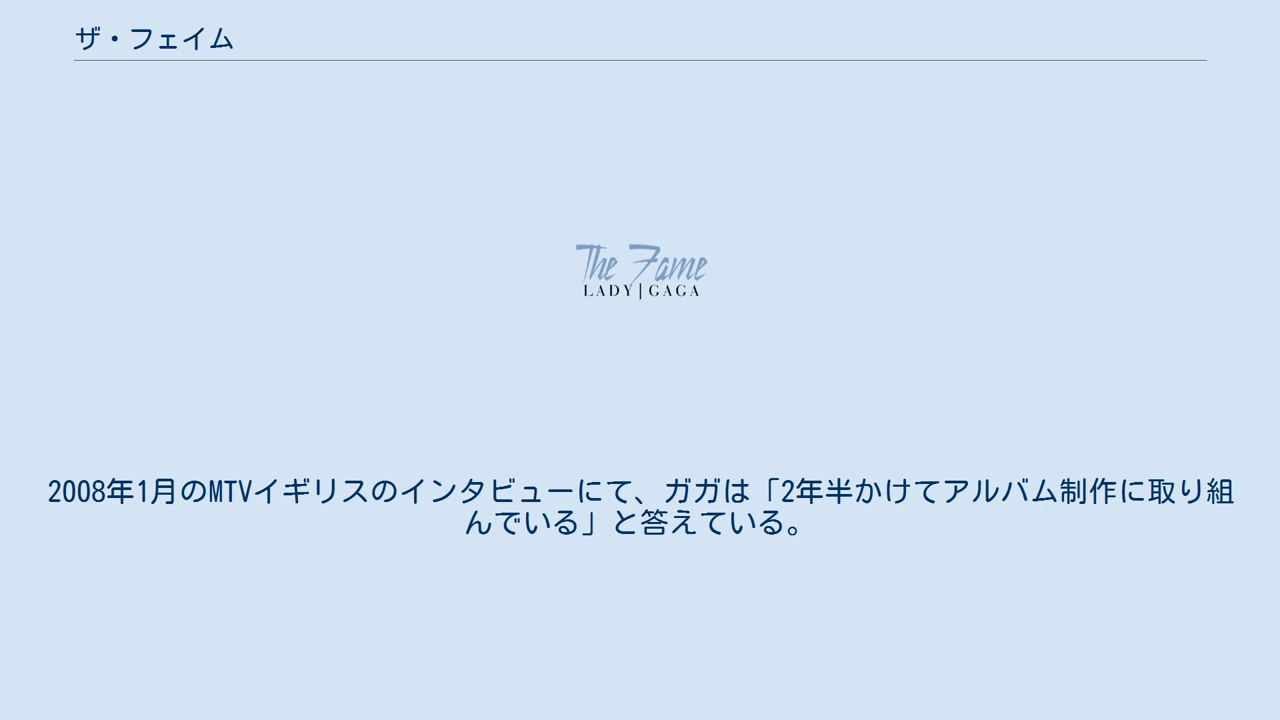 ザ・フェイム
The Fame
LADY|GAGA
2008年1月のMTVイギリスのインタビューにて、ガガは「2年半かけてアルバム制作に取り組
んでいる」と答えている。